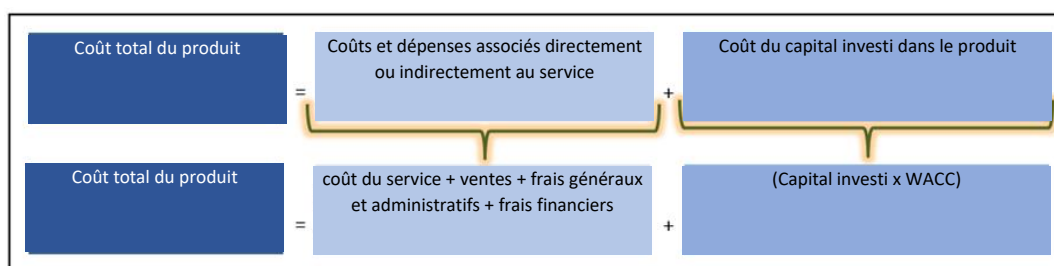 Coût total du produit
=
Coûts et dépenses associés directement
ou indirectement au service
+
Coût du capital investi dans le produit
Coût total du produit
=
coût du service + ventes + frais généraux
et administratifs + frais financiers
+
(Capital investi x WACC)